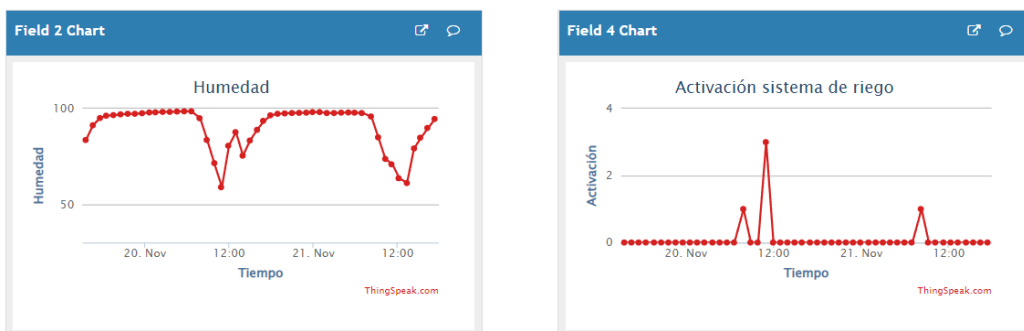 Field 2 Chart
Humedad
100
50
Humedad
20. Nov
12:00
21. Nov
12:00
Tiempo
ThingSpeak.com
Field 4 Chart
Activación sistema de riego
4
2
0
Activación
20. Nov
12:00
21. Nov
12:00
Tiempo
ThingSpeak.com